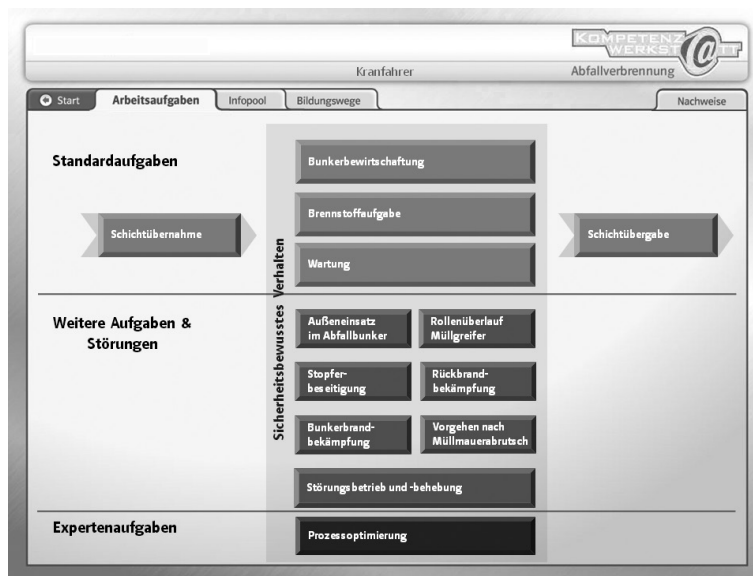 KOMPETENZ
WERKST@TT
Kranfahrer
Abfallverbrennung
Start
Arbeitsaufgaben
Infopool
Bildungswege
Nachweise
Standardaufgaben
Bunkerbewirtschaftung
Brennstoffaufgabe
Schichtübernahme
Schichtübergabe
Wartung
Sicherheitsbewusstes Verhalten
Weitere Aufgaben &
Störungen
Außeneinsatz
im Abfallbunker
Rollenüberlauf
Müllgreifer
Stopfer-
beseitigung
Rückbrand-
bekämpfung
Bunkerbrand-
bekämpfung
Vorgehen nach
Müllmauerabrutsch
Störungsbetrieb und -behebung
Expertenaufgaben
Prozessoptimierung